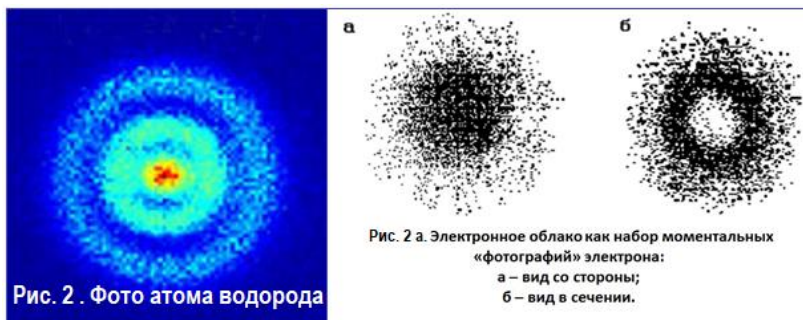 Рис. 2 . Фото атома водорода
а
б
Рис. 2 а. Электронное облако как набор моментальных
«фотографий» электрона:
а – вид со стороны;
б – вид в сечении.